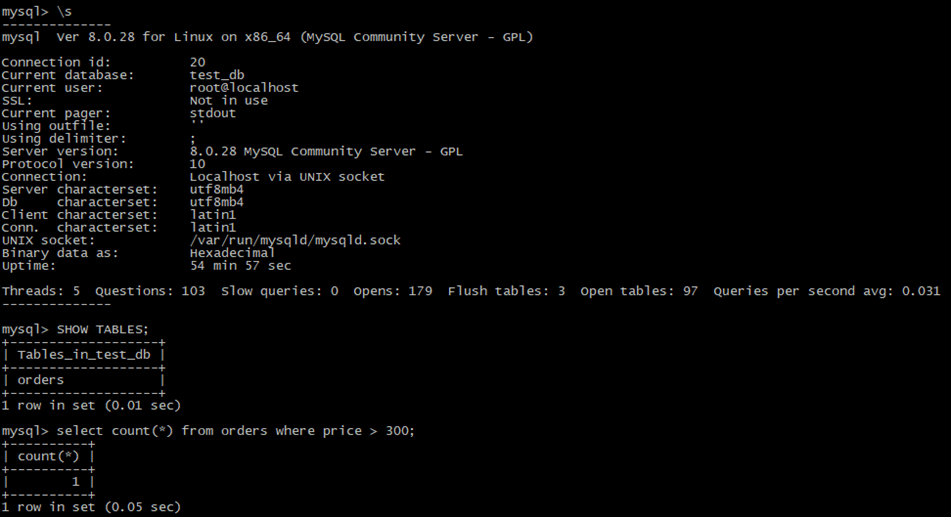 mysql> \s
--------------
mysql  Ver 8.0.28 for Linux on x86_64 (MySQL Community Server - GPL)

Connection id:          20
Current database:       test_db
Current user:           root@localhost
SSL:                    Not in use
Current pager:          stdout
Using outfile:          ''
Using delimiter:        ;
Server version:         8.0.28 MySQL Community Server - GPL
Protocol version:       10
Connection:             Localhost via UNIX socket
Server characterset:    utf8mb4
Db     characterset:    utf8mb4
Client characterset:    latin1
Conn.  characterset:    latin1
UNIX socket:            /var/run/mysqld/mysqld.sock
Binary data as:         Hexadecimal
Uptime:                 54 min 57 sec

Threads: 5  Questions: 103  Slow queries: 0  Opens: 179  Flush tables: 3  Open tables: 97  Queries per second avg: 0.031
--------------

mysql> SHOW TABLES;
+-------------------+
| Tables_in_test_db |
+-------------------+
| orders            |
+-------------------+
1 row in set (0.01 sec)

mysql> select count(*) from orders where price > 300;
+----------+
| count(*) |
+----------+
|        1 |
+----------+
1 row in set (0.05 sec)